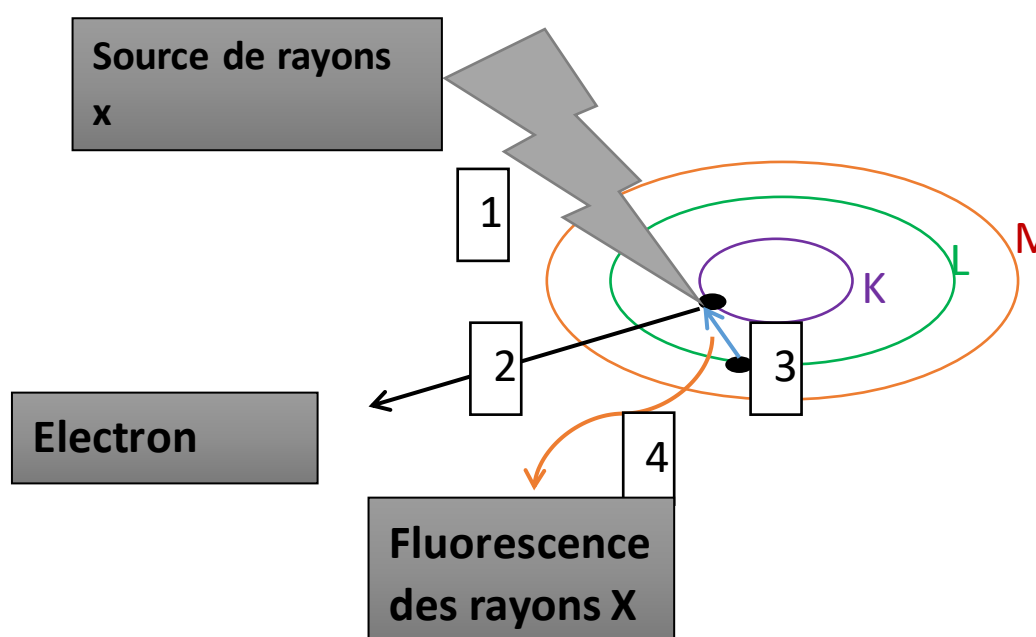 Source de rayons
x
1
M
L
K
2
3
Electron
4
Fluorescence
des rayons X